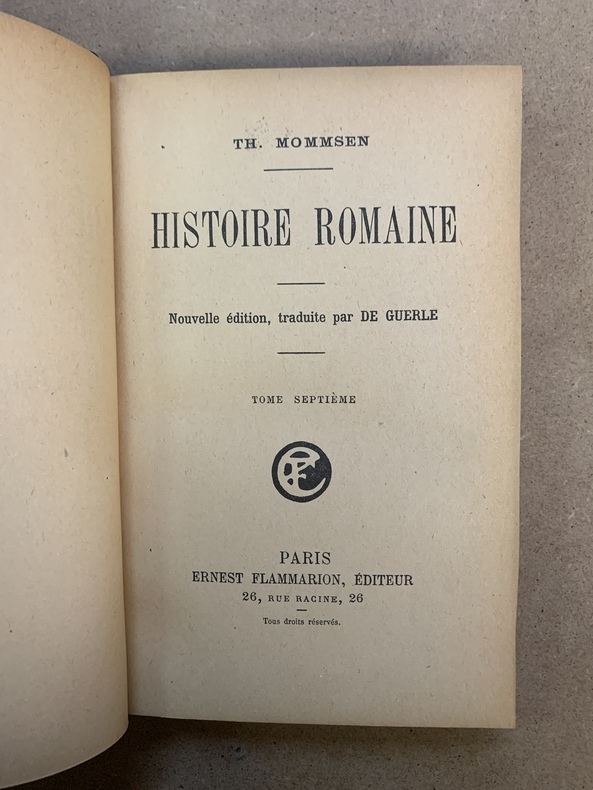 TH. MOMMSEN
HISTOIRE ROMAINE
Nouvelle édition, traduite par DE GUERLE
TOME SEPTIÈME
EF
PARIS
ERNEST FLAMMARION, ÉDITEUR
26, RUE RACINE, 26
Tous droits réservés.